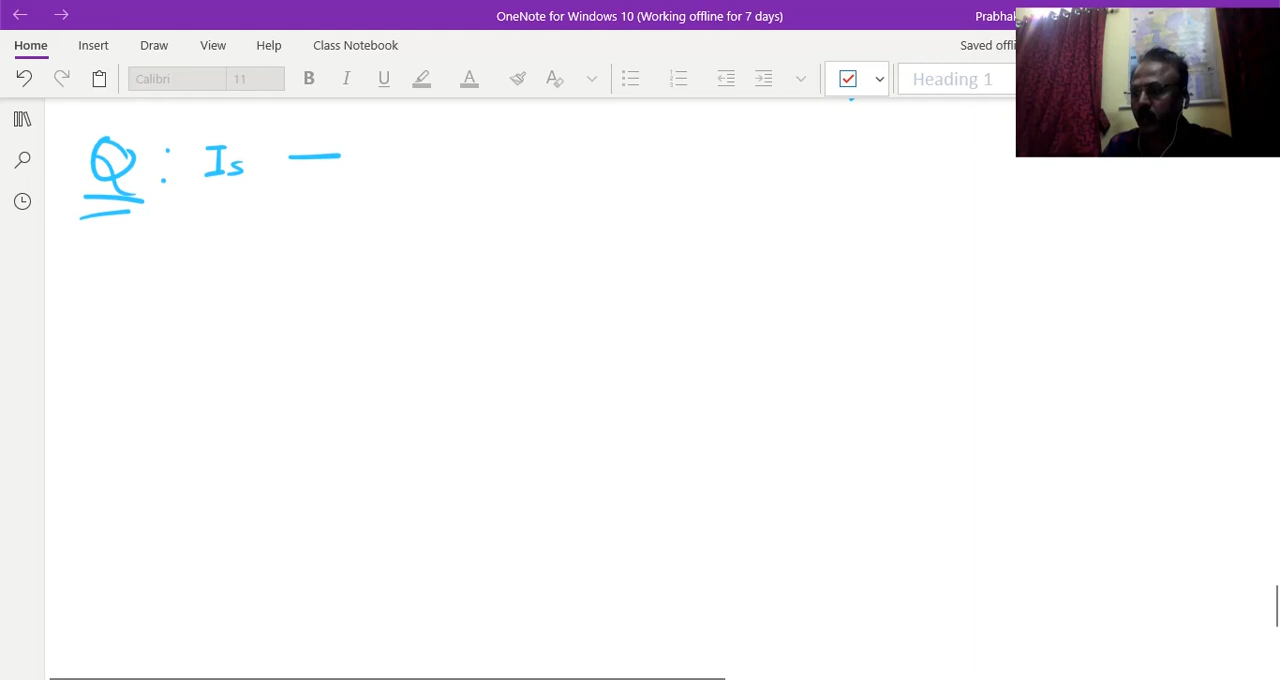 OneNote for Windows 10 (Working offline for 7 days) Prabhak
Home Insert Draw View Help Class Notebook Saved offli
Calibri 11 B I U A A Heading 1
Q : Is —